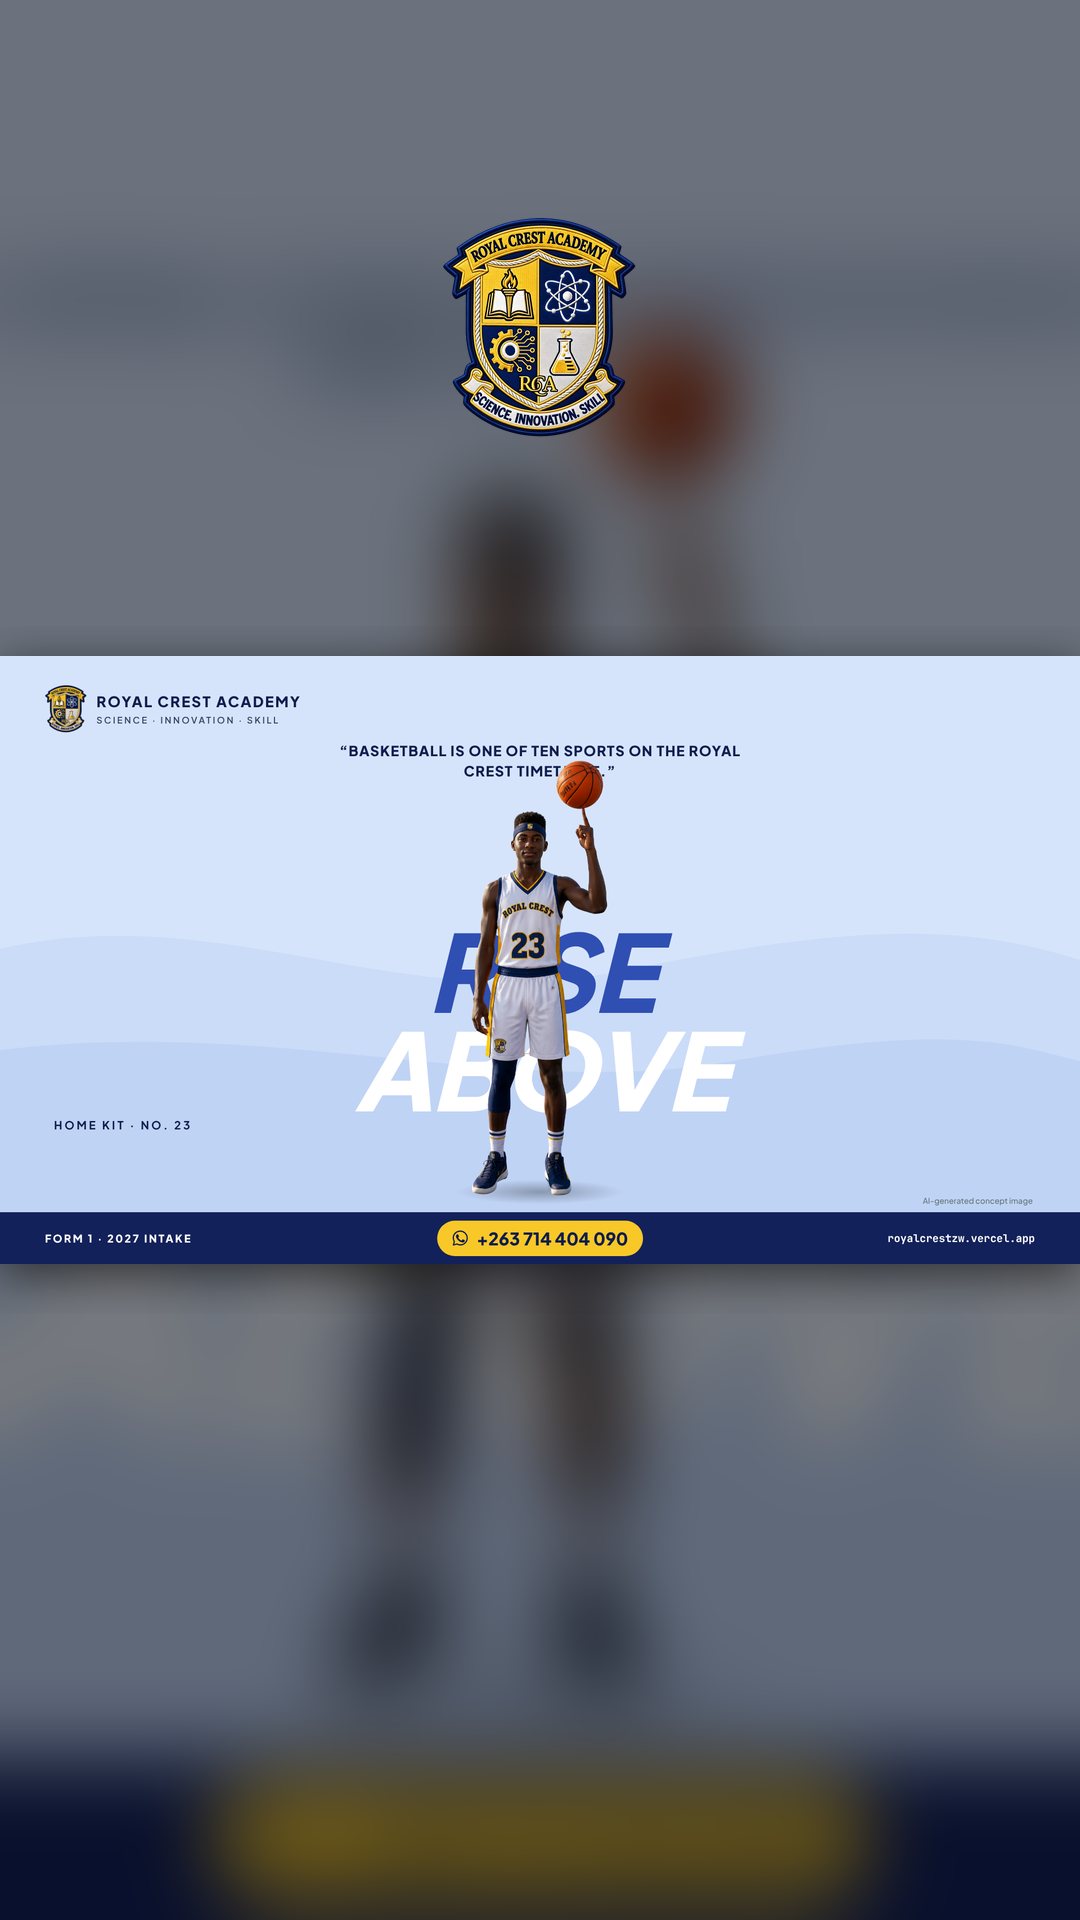 ROYAL CREST ACADEMY
RCA
SCIENCE. INNOVATION. SKILL
ROYAL CREST ACADEMY
SCIENCE · INNOVATION · SKILL
“BASKETBALL IS ONE OF TEN SPORTS ON THE ROYAL
CREST .”
ROYAL CREST
23
RISE
ABOVE
HOME KIT · NO. 23
AI-generated concept image
FORM 1 · 2027 INTAKE
+263 714 404 090
royalcrestzw.vercel.app